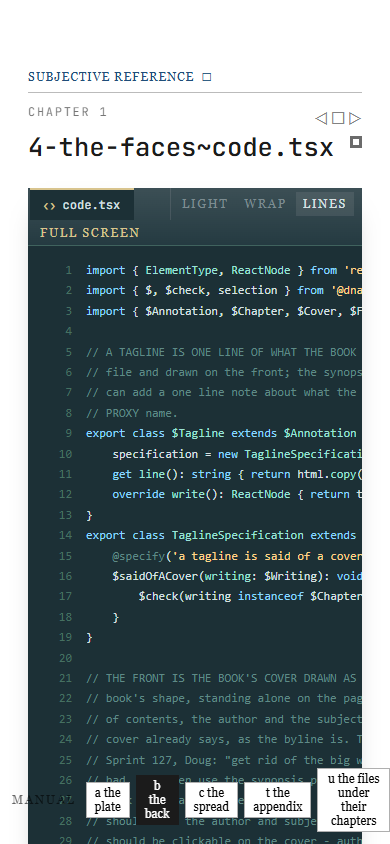 SUBJECTIVE REFERENCE
CHAPTER 1
4-the-faces~code.tsx
code.tsx
LIGHT WRAP LINES
FULL SCREEN
1 import { ElementType, ReactNode } from 're
2 import { $, $check, selection } from '@dna
3 import { $Annotation, $Chapter, $Cover, $F
4
5 // A TAGLINE IS ONE LINE OF WHAT THE BOOK
6 // file and drawn on the front; the synops
7 // can add a one line note about what the
8 // PROXY name.
9 export class $Tagline extends $Annotation
10 specification = new TaglineSpecificati
11 get line(): string { return html.copy(
12 override write(): ReactNode { return t
13 }
14 export class TaglineSpecification extends
15 @specify('a tagline is said of a cover
16 $saidOfACover(writing: $Writing): void
17 $check(writing instanceof $Chapter
18 }
19 }
20
21 // THE FRONT IS THE BOOK'S COVER DRAWN AS
22 // book's shape, standing alone on the pag
23 // of contents, the author and the subject
24 // cover already says, as the byline is. T
25 // Sprint 127, Doug: "get rid of the big w
26 // had, then use the synopsis
27
28 // should the author and subje
29 // should be clickable on the cover - auth
MANUAL
a the plate
b the back
c the spread
t the appendix
u the files under their chapters